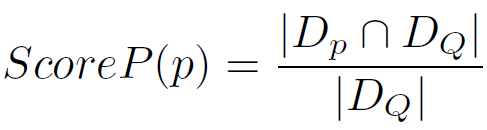 ScoreP(p) = |D_p ∩ D_Q| / |D_Q|